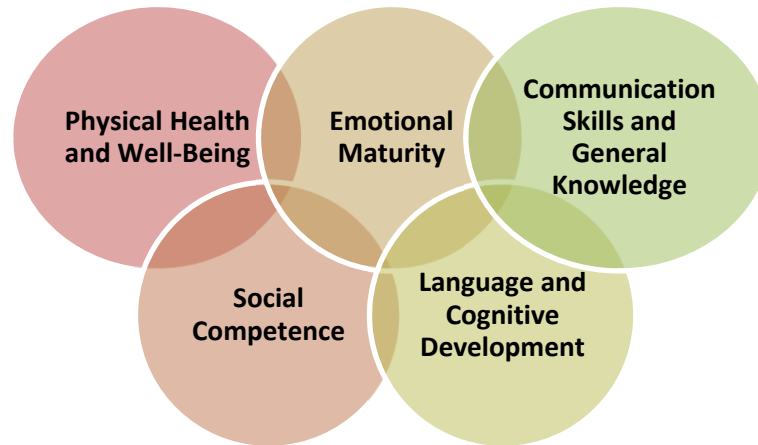 Physical Health
and Well-Being
Emotional
Maturity
Communication
Skills and
General
Knowledge
Social
Competence
Language and
Cognitive
Development